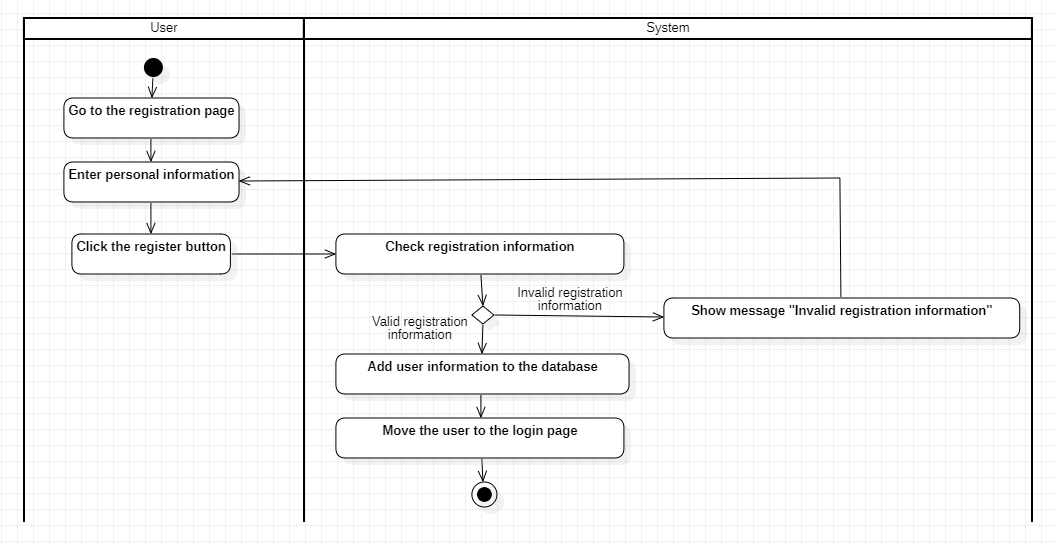 User
System
Go to the registration page
Enter personal information
Click the register button
Check registration information
Invalid registration
information
Show message "Invalid registration information"
Valid registration
information
Add user information to the database
Move the user to the login page